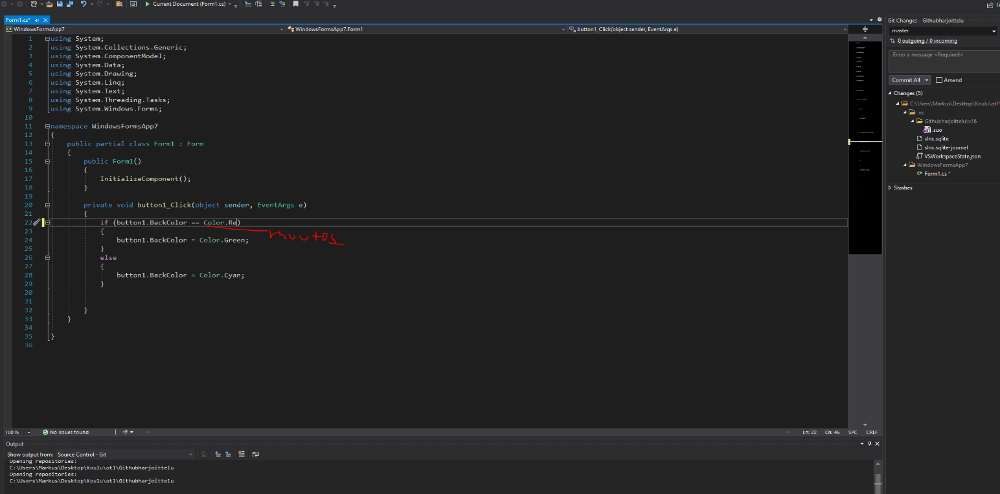 Current Document (Form1.cs)
Form1.cs*
WindowsFormsApp7
WindowsFormsApp7.Form1
button1_Click(object sender, EventArgs e)
1 using System;
2 using System.Collections.Generic;
3 using System.ComponentModel;
4 using System.Data;
5 using System.Drawing;
6 using System.Linq;
7 using System.Text;
8 using System.Threading.Tasks;
9 using System.Windows.Forms;
10
11 namespace WindowsFormsApp7
12 {
13 public partial class Form1 : Form
14 {
15 public Form1()
16 {
17 InitializeComponent();
18 }
19
20 private void button1_Click(object sender, EventArgs e)
21 {
22 if (button1.BackColor == Color.Re)
23 {
muutos
24 button1.BackColor = Color.Green;
25 }
26 else
27 {
28 button1.BackColor = Color.Cyan;
29 }
30
31
32 }
33 }
34
35 }
36
100 %
No issues found
Ln: 22 Ch: 46 SPC CRLF
Output
Show output from: Source Control - Git
Opening repositories:
C:\Users\Markus\Desktop\Koulu\ot1\Githubharjoittelu
Opening repositories:
C:\Users\Markus\Desktop\Koulu\ot1\Githubharjoittelu
Li
Git Changes - Githubharjoittelu
master
0 outgoing / 0 incoming
Enter a message <Required>
Commit All
Amend
Changes (5)
C:\Users\Markus\Desktop\Koulu\ot1
.vs
Githubharjoittelu\v16
.suo
slnx.sqlite
slnx.sqlite-journal
VSWorkspaceState.json
WindowsFormsApp7
C# Form1.cs *
Stashes